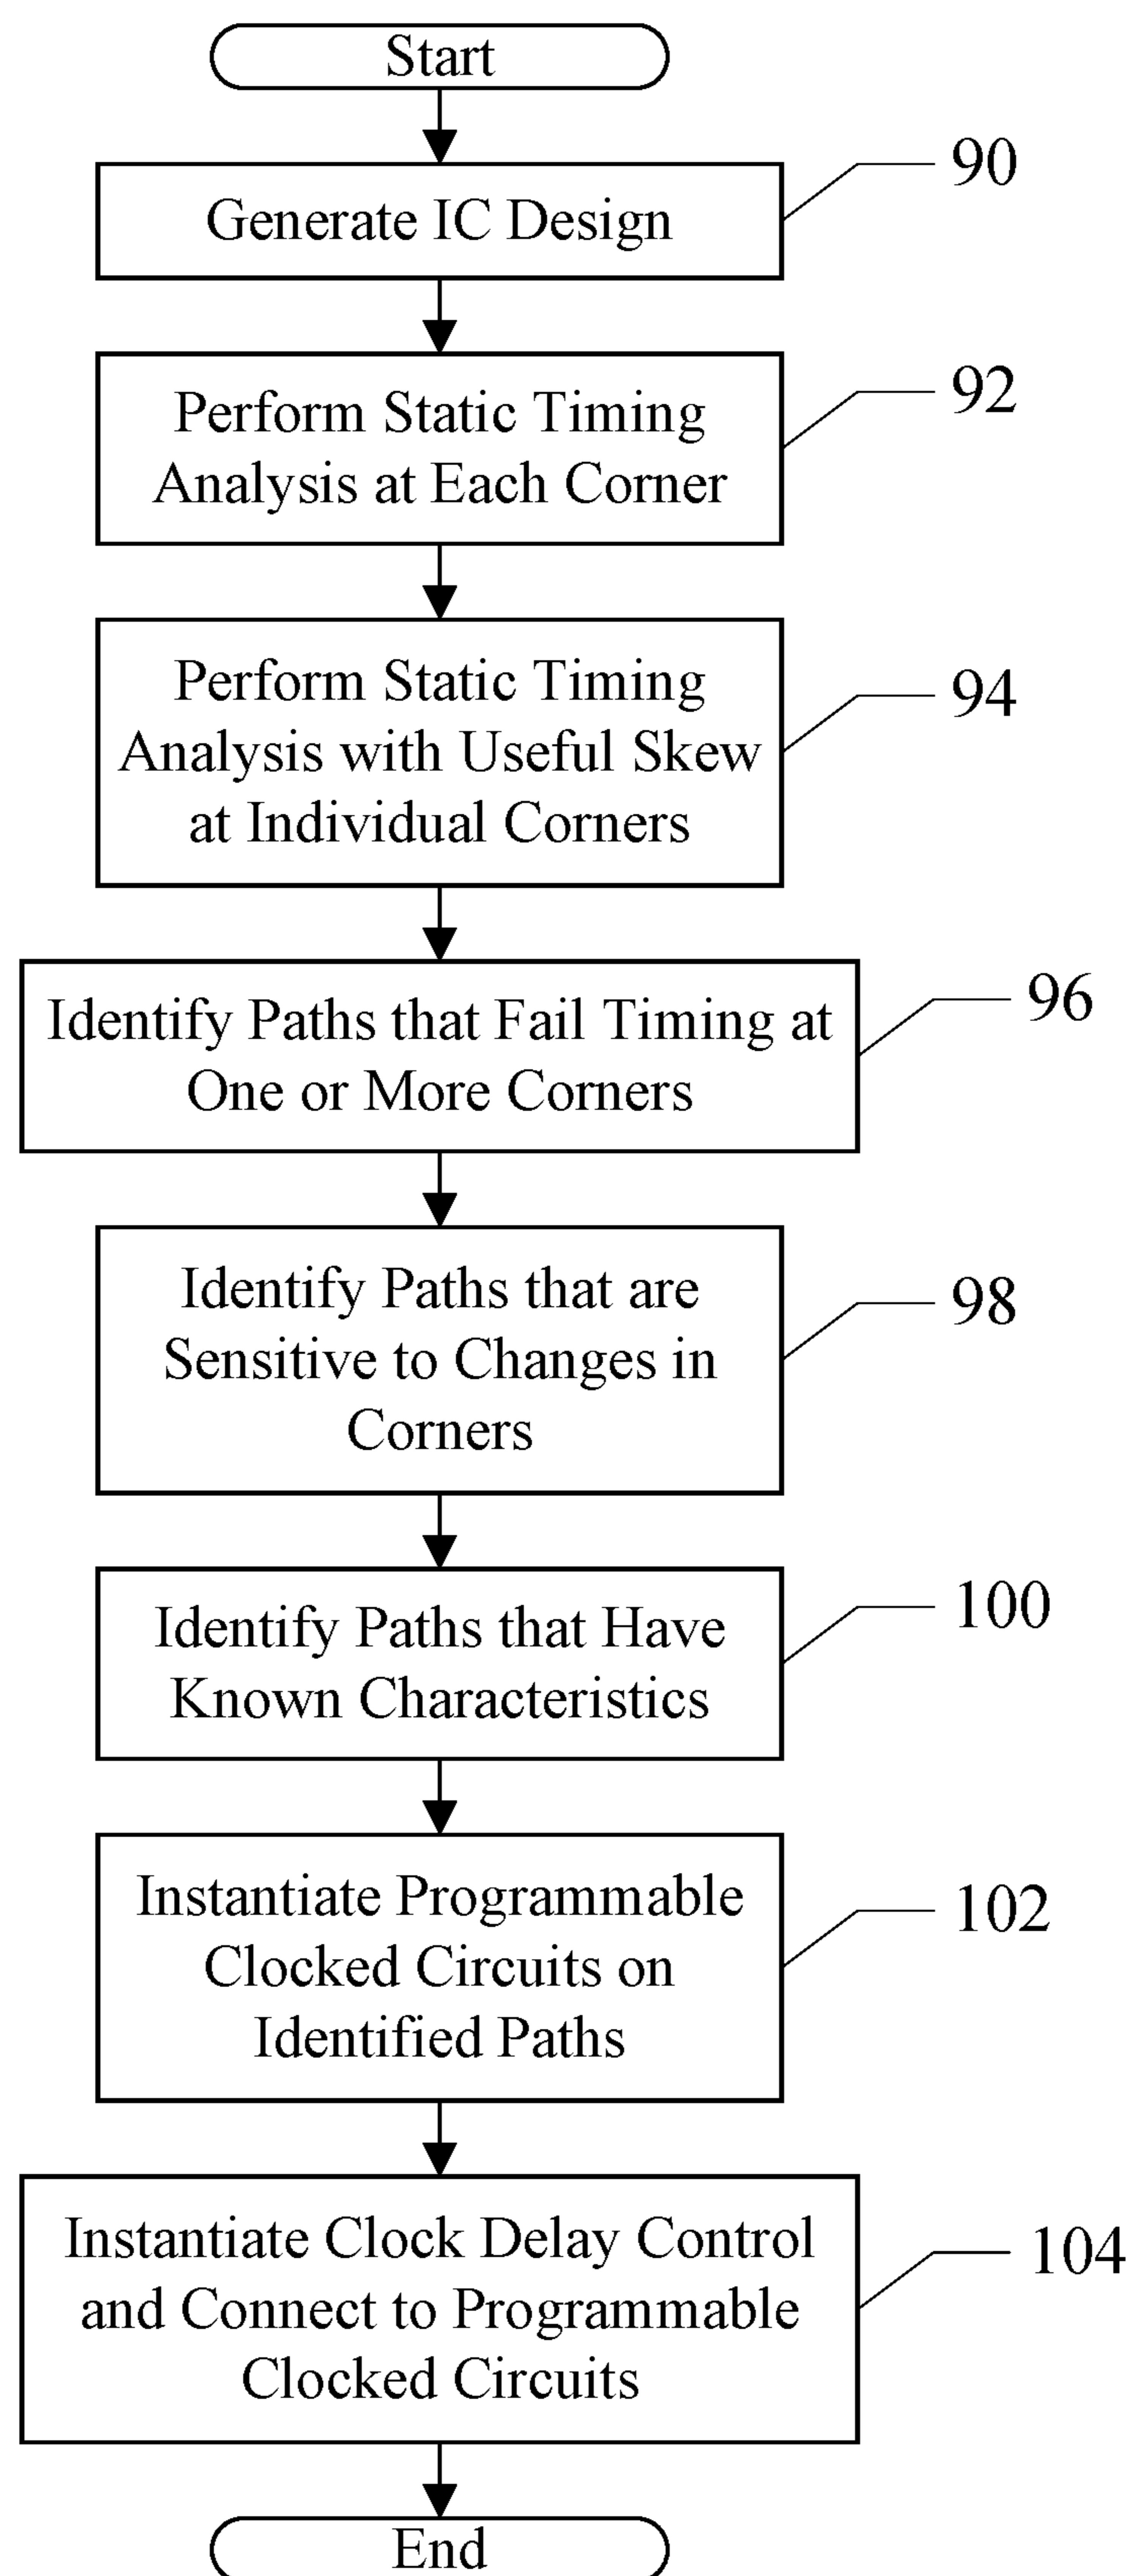 Start
90
Generate IC Design
92
Perform Static Timing
Analysis at Each Corner
94
Perform Static Timing
Analysis with Useful Skew
at Individual Corners
96
Identify Paths that Fail Timing at
One or More Corners
98
Identify Paths that are
Sensitive to Changes in
Corners
100
Identify Paths that Have
Known Characteristics
102
Instantiate Programmable
Clocked Circuits on
Identified Paths
104
Instantiate Clock Delay Control
and Connect to Programmable
Clocked Circuits
End